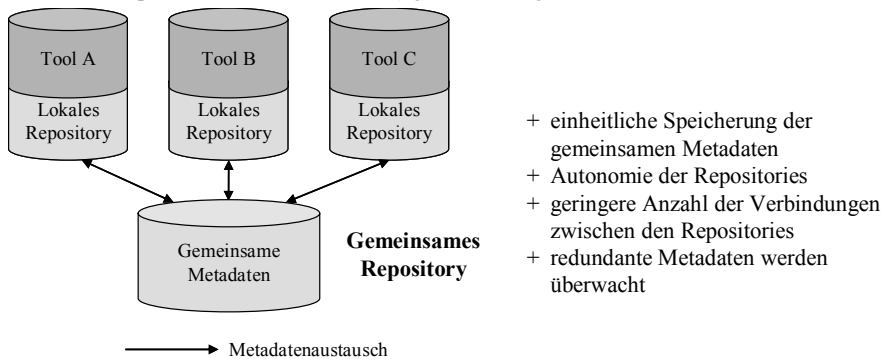 Tool A
Tool B
Tool C
Lokales
Repository
Lokales
Repository
Lokales
Repository
Gemeinsame
Metadaten
Gemeinsames
Repository
+ einheitliche Speicherung der
gemeinsamen Metadaten
+ Autonomie der Repositories
+ geringere Anzahl der Verbindungen
zwischen den Repositories
+ redundante Metadaten werden
überwacht
Metadatenaustausch